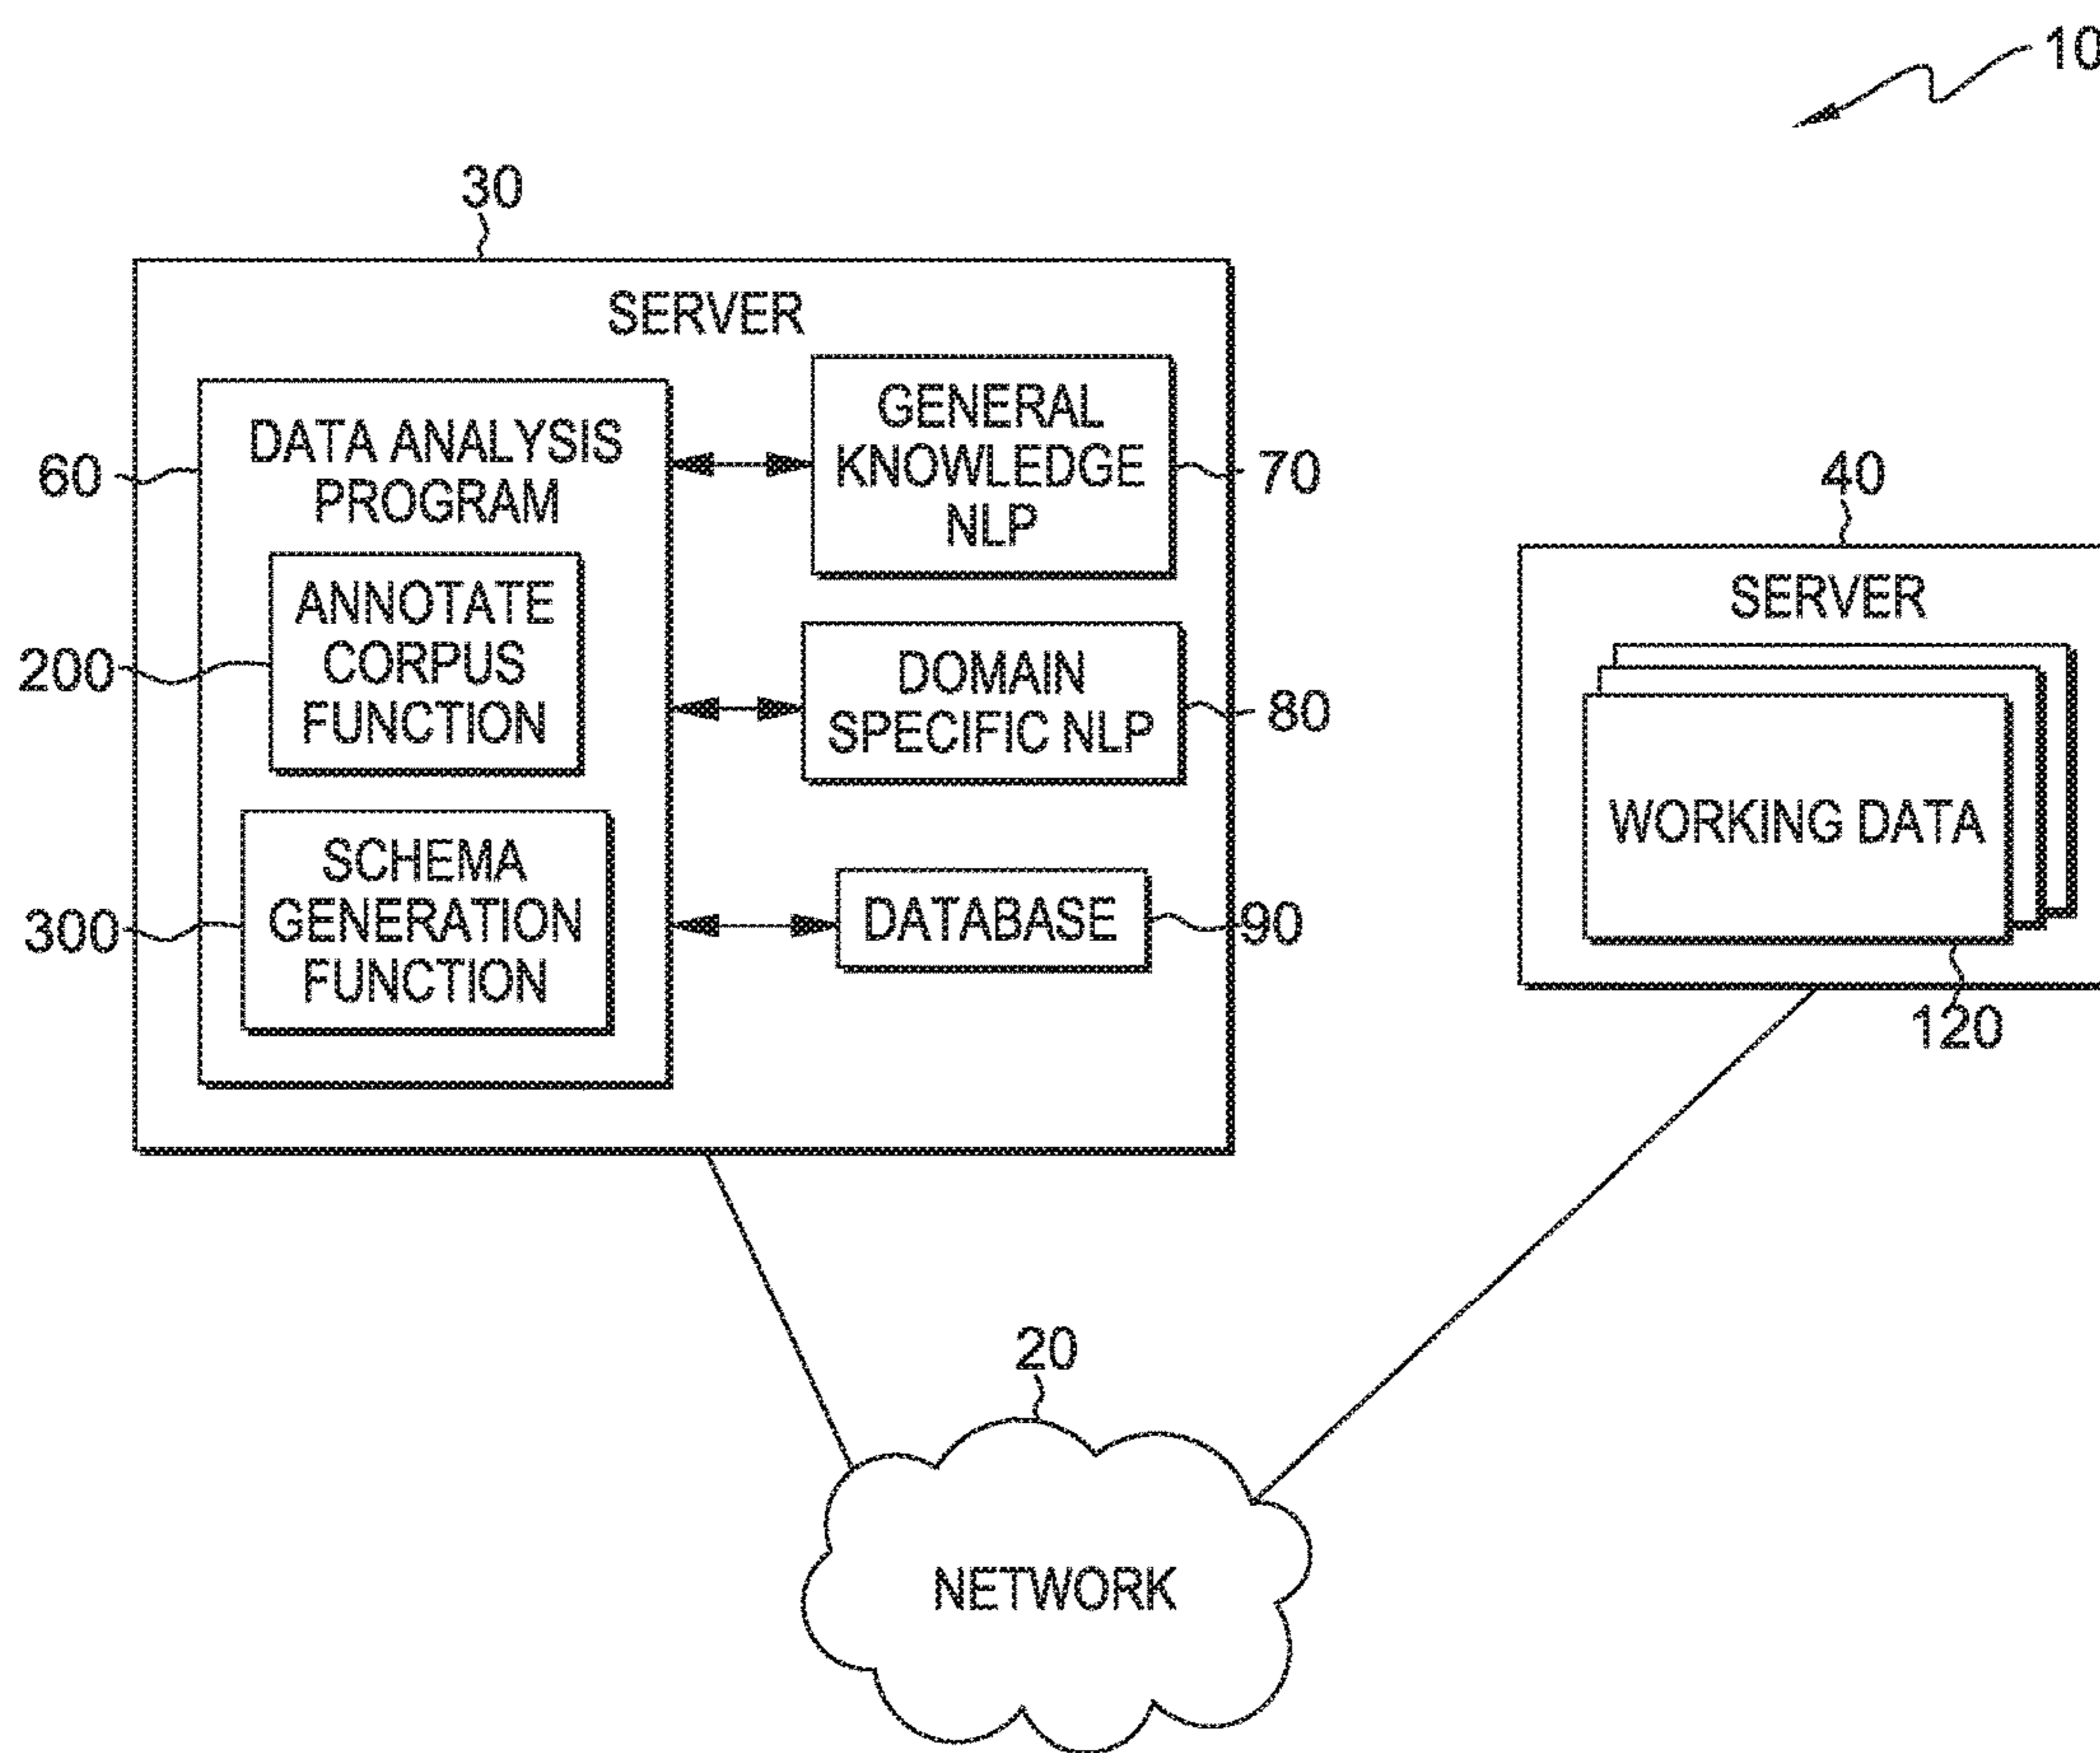 10
30
SERVER
60
DATA ANALYSIS
PROGRAM
200
ANNOTATE
CORPUS
FUNCTION
300
SCHEMA
GENERATION
FUNCTION
GENERAL
KNOWLEDGE
NLP
70
DOMAIN
SPECIFIC NLP
80
DATABASE
90
40
SERVER
WORKING DATA
120
20
NETWORK